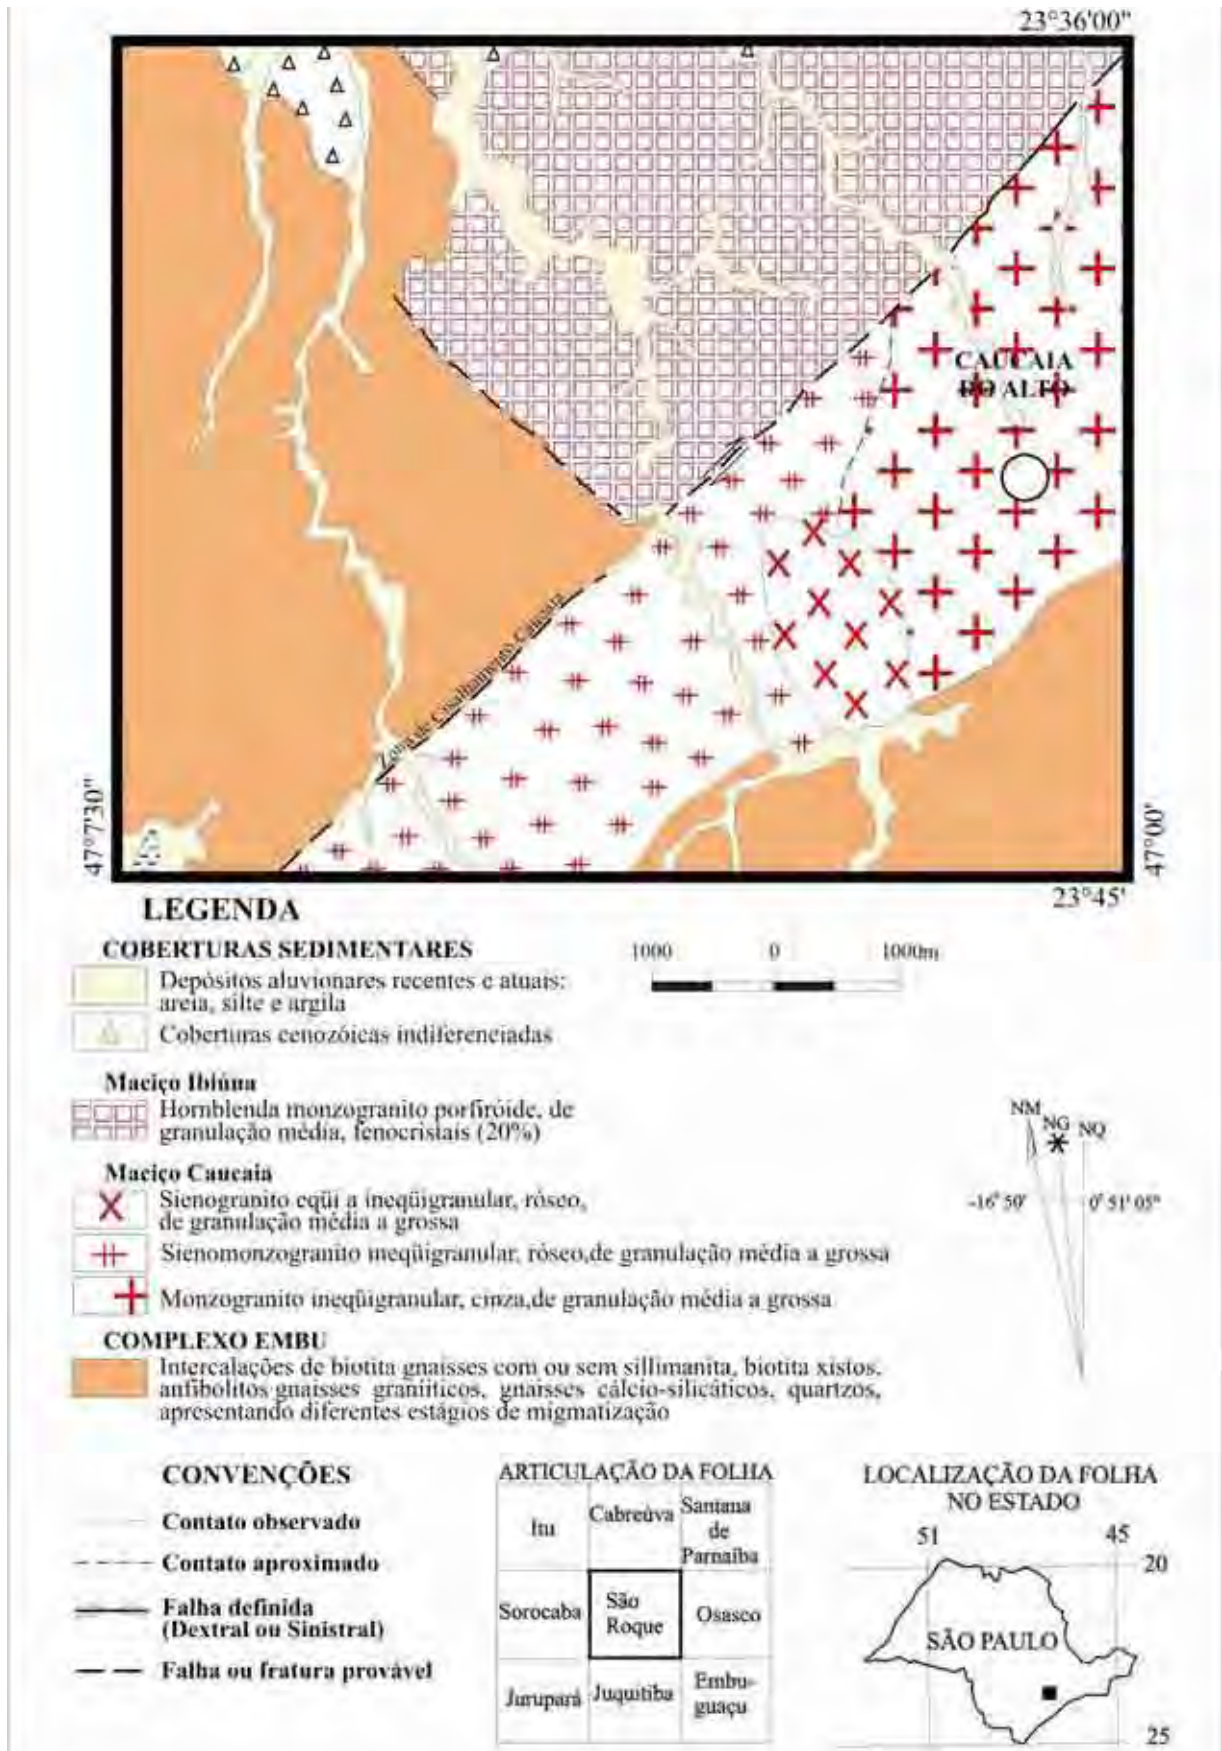 23°36'00"
CAUCAIA
DO ALTO
Zona de Cisalhamento Caucaia
47°7'30"
47°00'
23°45'
LEGENDA
COBERTURAS SEDIMENTARES
1000 0 1000m
Depósitos aluvionares recentes e atuais:
areia, silte e argila
Coberturas cenozóicas indiferenciadas
Maciço Ibiúna
Hornblenda monzogranito porfiróide, de
granulação média, fenocristais (20%)
NM
NG
NQ
Maciço Caucaia
Sienogranito eqüi a ineqüigranular, róseo,
de granulação média a grossa
-16° 50'
0° 51' 05"
Sienomonzogranito ineqüigranular, róseo,de granulação média a grossa
Monzogranito ineqüigranular, cinza,de granulação média a grossa
COMPLEXO EMBU
Intercalações de biotita gnaisses com ou sem sillimanita, biotita xistos,
anfibolitos gnaisses graníticos, gnaisses cálcio-silicáticos, quartzos,
apresentando diferentes estágios de migmatização
CONVENÇÕES
Contato observado
Contato aproximado
Falha definida
(Dextral ou Sinistral)
Falha ou fratura provável
ARTICULAÇÃO DA FOLHA
Itu
Cabreúva
Santana
de
Parnaíba
Sorocaba
São
Roque
Osasco
Jurupará
Juquitiba
Embu-
guaçu
LOCALIZAÇÃO DA FOLHA
NO ESTADO
51 45
20
SÃO PAULO
25